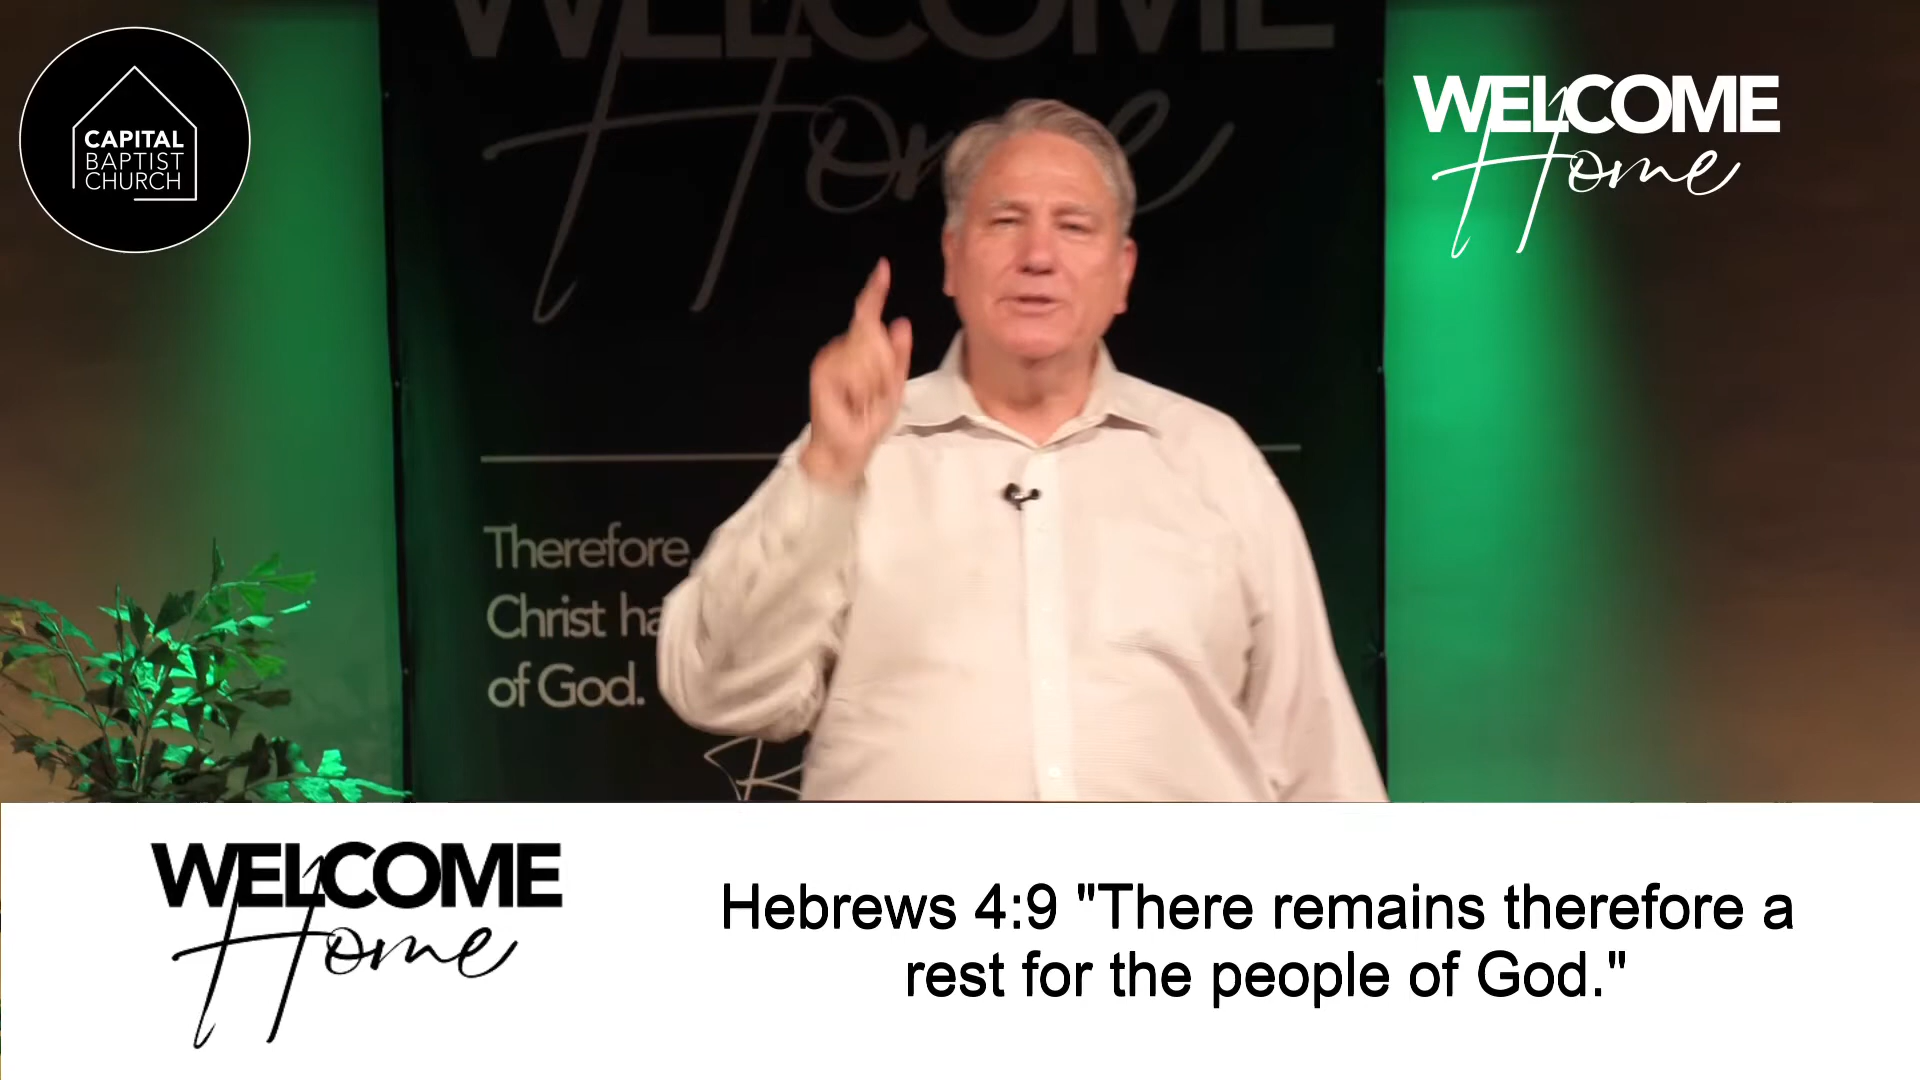 WELCOME
Home
CAPITAL
BAPTIST
CHURCH
WELCOME
Home
Therefore,
Christ
of God.
WELCOME
Home
Hebrews 4:9 "There remains therefore a
rest for the people of God."